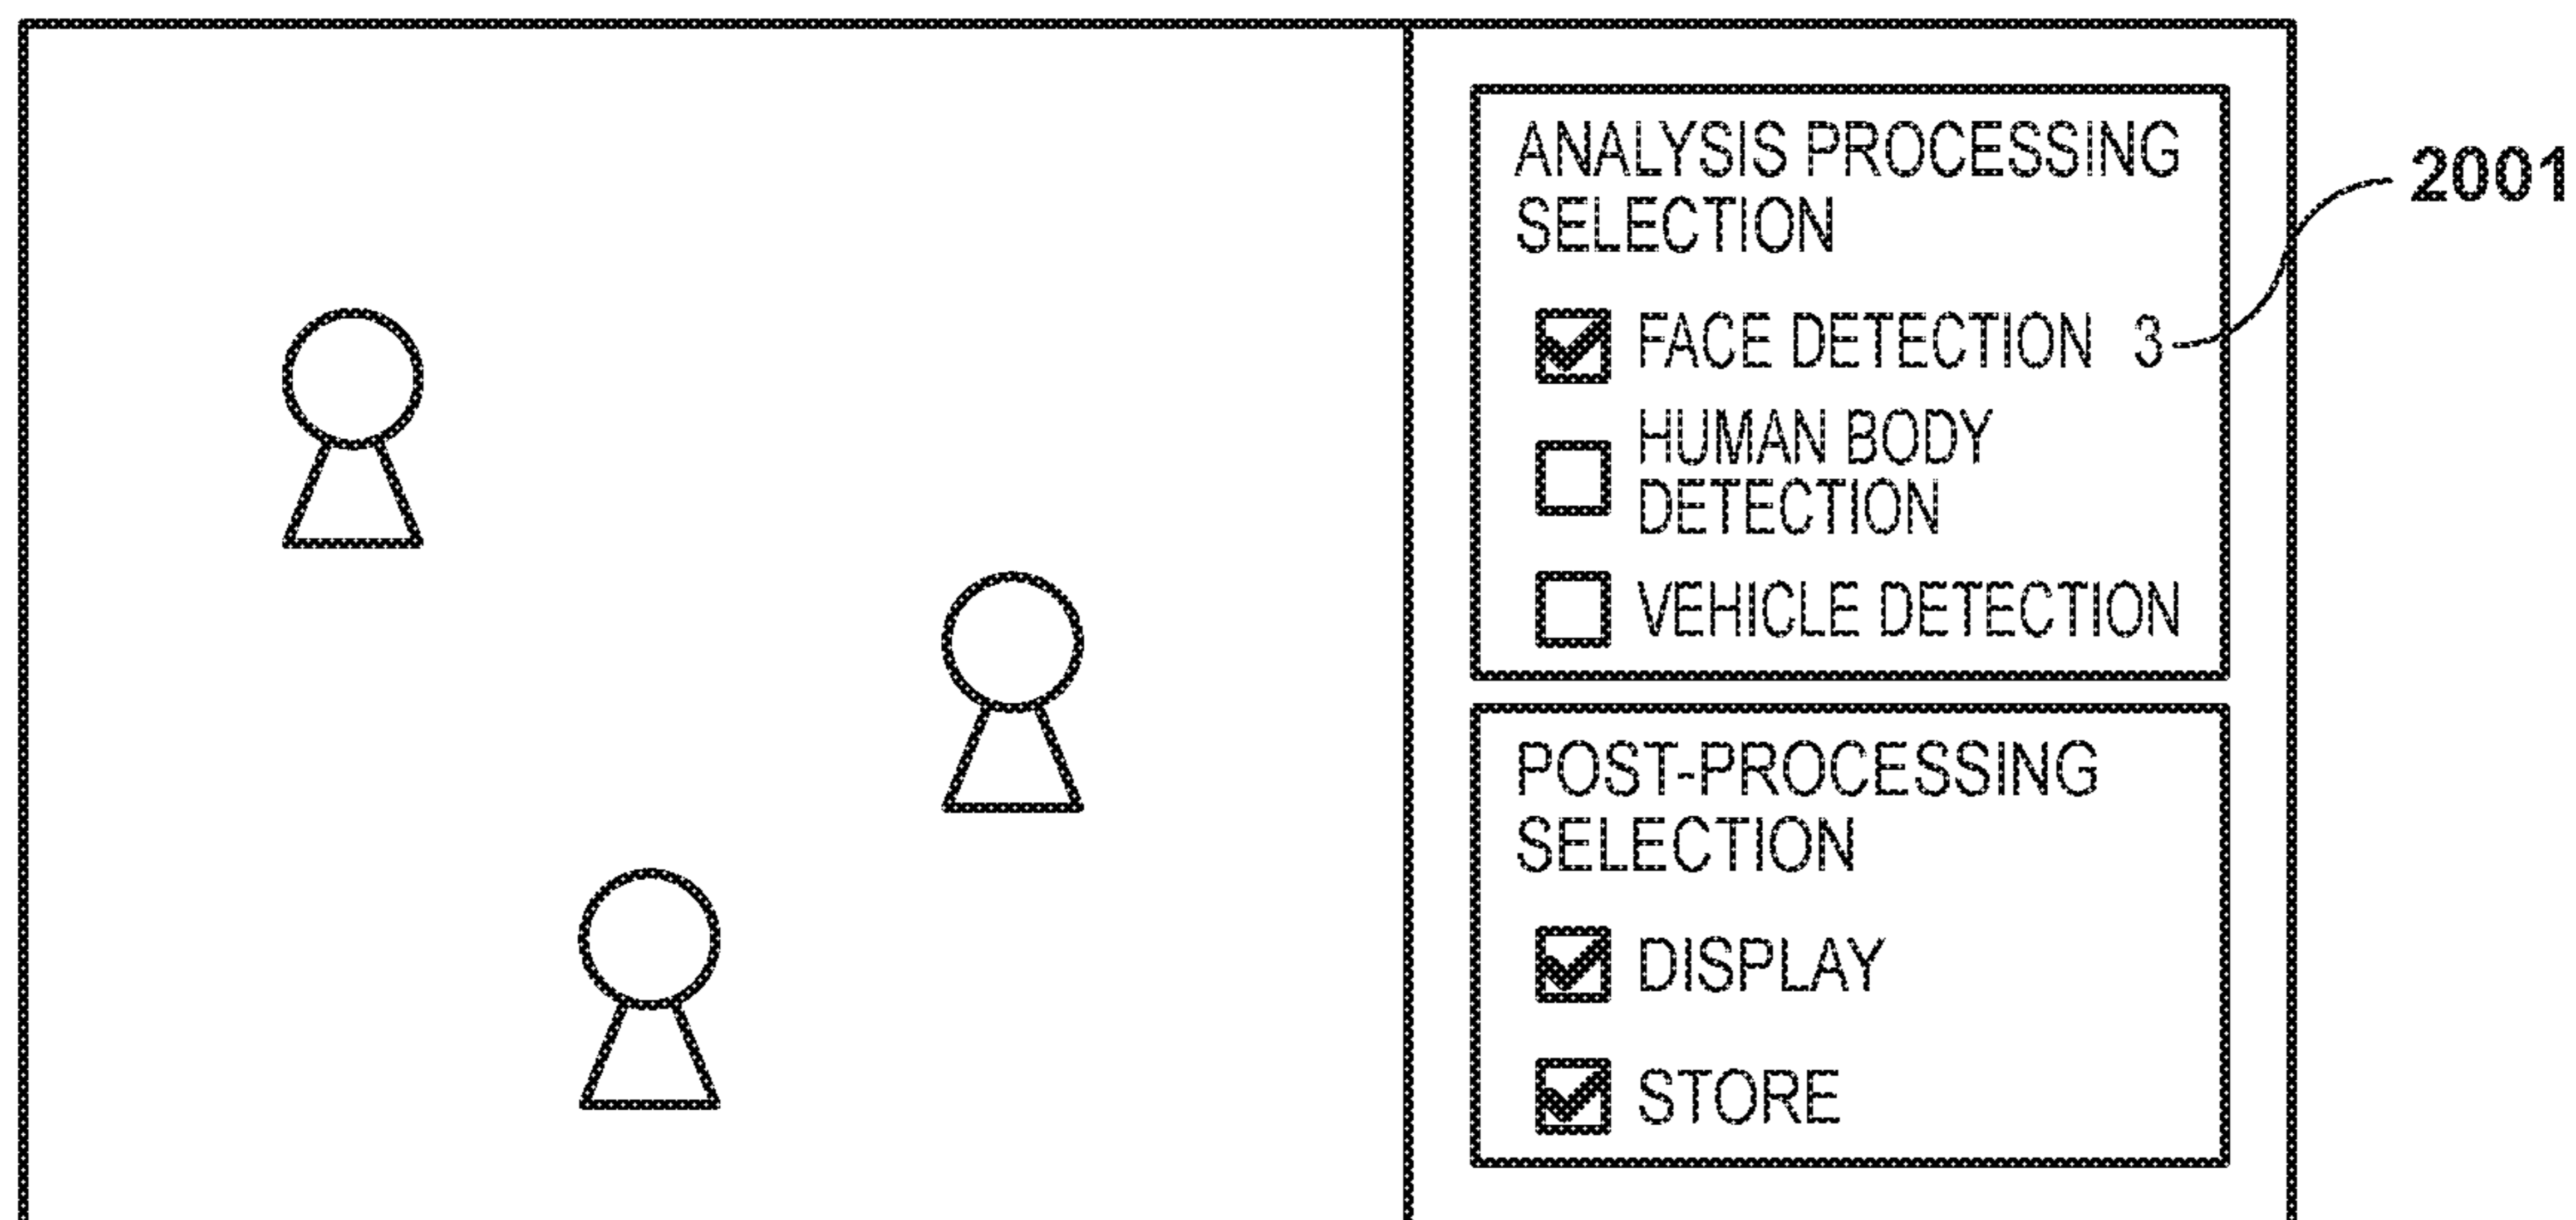 ANALYSIS PROCESSING
SELECTION
FACE DETECTION 3
HUMAN BODY
DETECTION
VEHICLE DETECTION
POST-PROCESSING
SELECTION
DISPLAY
STORE
2001